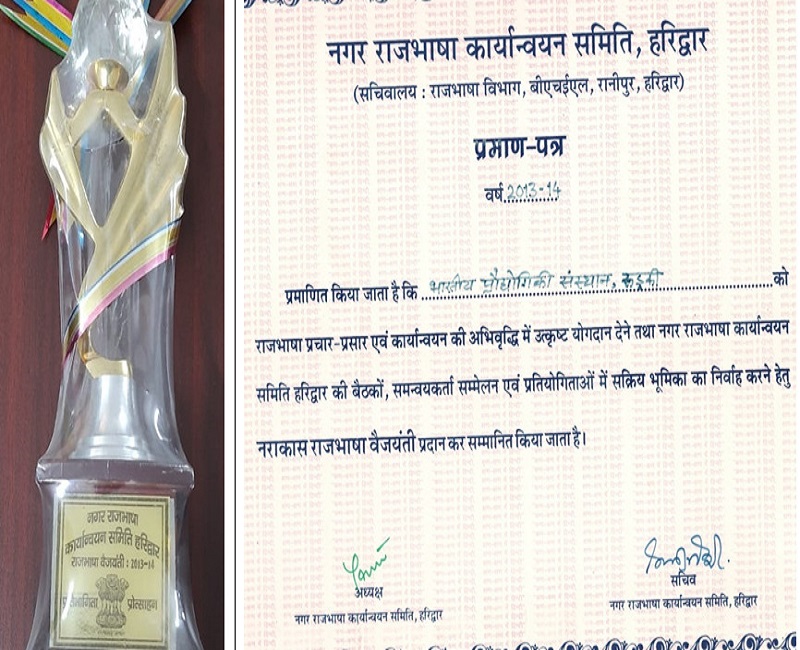 नगर राजभाषा
कार्यान्वयन समिति हरिद्वार
राजभाषा वैजयंती : 2013-14
प्रोत्साहन
नगर राजभाषा कार्यान्वयन समिति, हरिद्वार
(सचिवालय : राजभाषा विभाग, बीएचईएल, रानीपुर, हरिद्वार)
प्रमाण-पत्र
वर्ष 2013-14
प्रमाणित किया जाता है कि भारतीय प्रौद्योगिकी संस्थान, रूड़की को
राजभाषा प्रचार-प्रसार एवं कार्यान्वयन की अभिवृद्धि में उत्कृष्ट योगदान देने तथा नगर राजभाषा कार्यान्वयन
समिति हरिद्वार की बैठकों, समन्वयकर्ता सम्मेलन एवं प्रतियोगिताओं में सक्रिय भूमिका का निर्वाह करने हेतु
नराकास राजभाषा वैजयंती प्रदान कर सम्मानित किया जाता है।
अध्यक्ष
नगर राजभाषा कार्यान्वयन समिति, हरिद्वार
सचिव
नगर राजभाषा कार्यान्वयन समिति, हरिद्वार